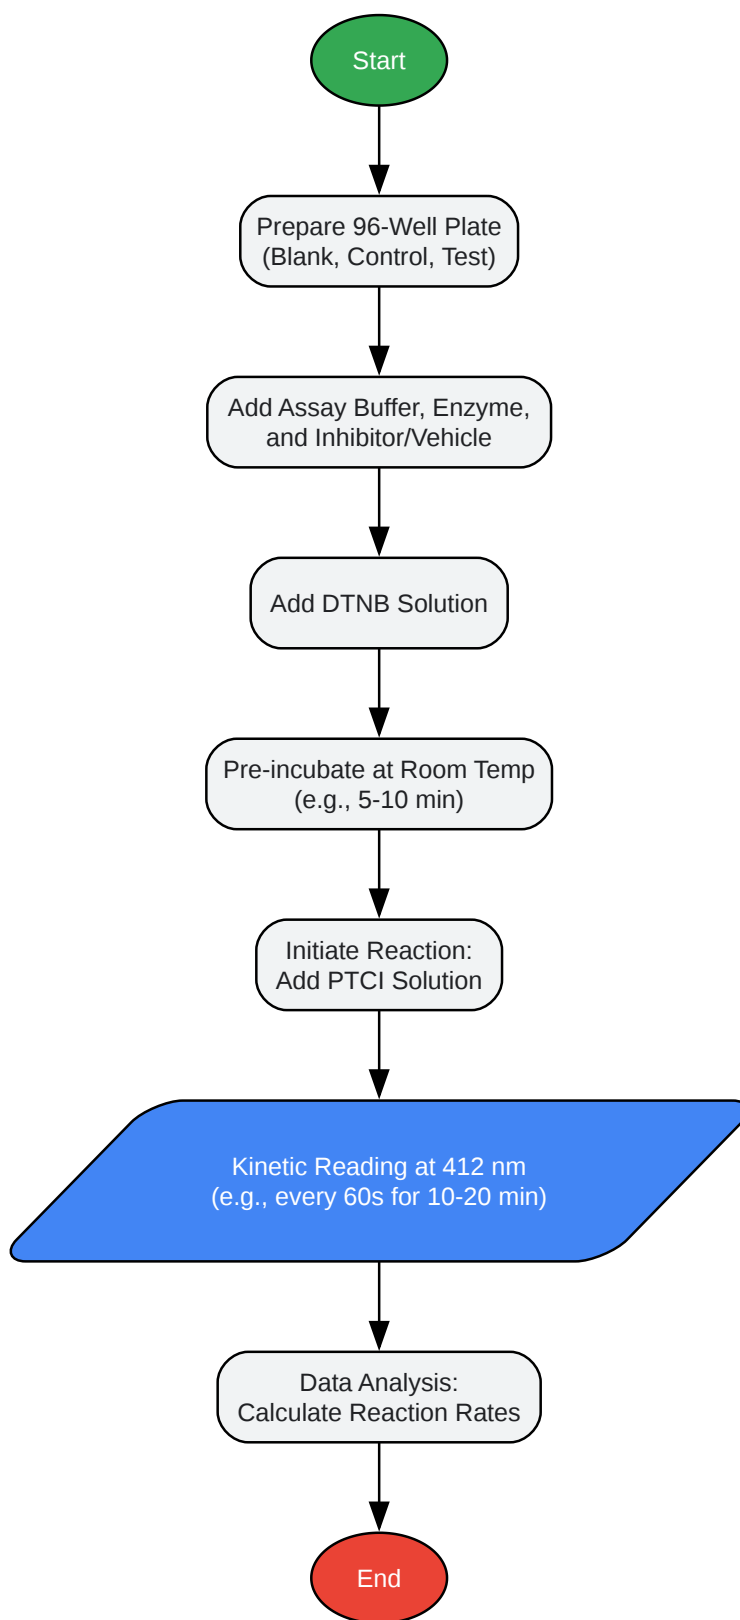 Start
Prepare 96-Well Plate
(Blank, Control, Test)
Add Assay Buffer, Enzyme,
and Inhibitor/Vehicle
Add DTNB Solution
Pre-incubate at Room Temp
(e.g., 5-10 min)
Initiate Reaction:
Add PTCI Solution
Kinetic Reading at 412 nm
(e.g., every 60s for 10-20 min)
Data Analysis:
Calculate Reaction Rates
End